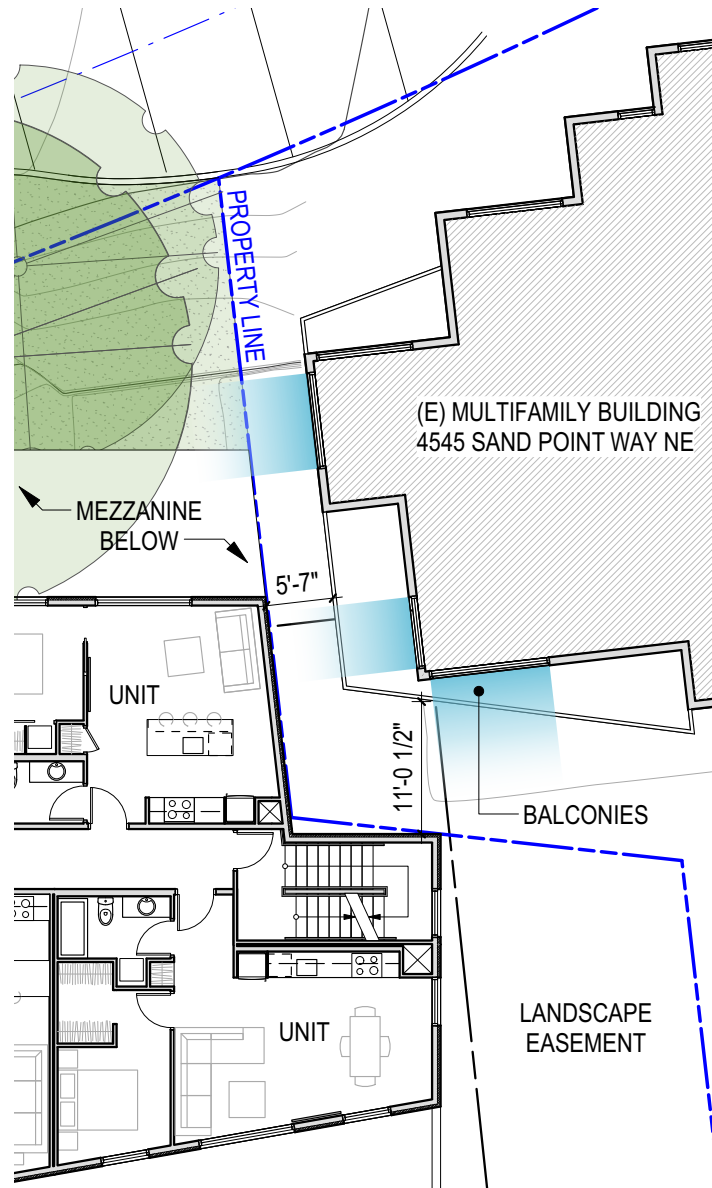 PROPERTY LINE
(E) MULTIFAMILY BUILDING
4545 SAND POINT WAY NE
MEZZANINE
BELOW
5'-7"
UNIT
11'-0 1/2"
BALCONIES
LANDSCAPE
EASEMENT
UNIT